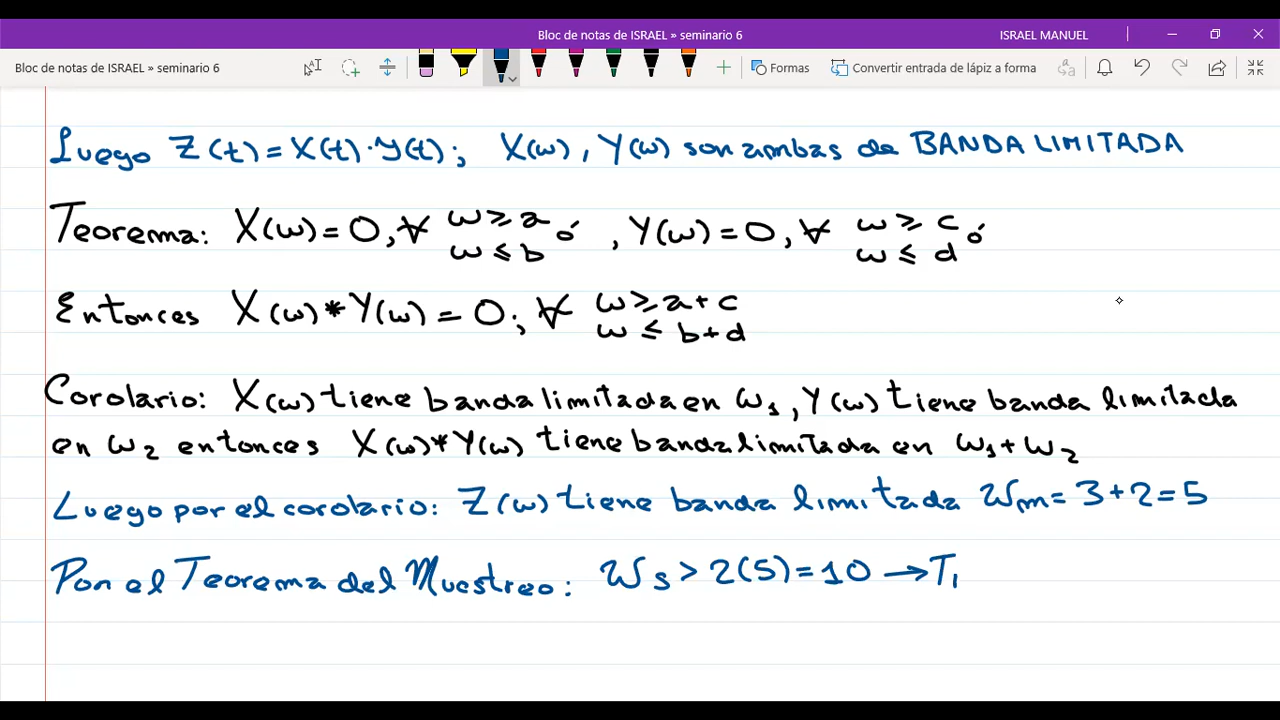 Bloc de notas de ISRAEL » seminario 6
ISRAEL MANUEL
Bloc de notas de ISRAEL » seminario 6
Formas
Convertir entrada de lápiz a forma
Luego Z(t)=X(t)·y(t); X(ω), Y(ω) son ambas de BANDA LIMITADA
Teorema: X(ω)=0,∀ ω≥a ó ω≤b , Y(ω)=0,∀ ω≥c ó ω≤d
Entonces X(ω)*Y(ω)=0;∀ ω≥a+c ω≤b+d
Corolario: X(ω) tiene banda limitada en ω1, Y(ω) tiene banda limitada
en ω2 entonces X(ω)*Y(ω) tiene banda limitada en ω1+ω2
Luego por el corolario: Z(ω) tiene banda limitada Wm=3+2=5
Por el Teorema del Muestreo: Ws>2(5)=10→T